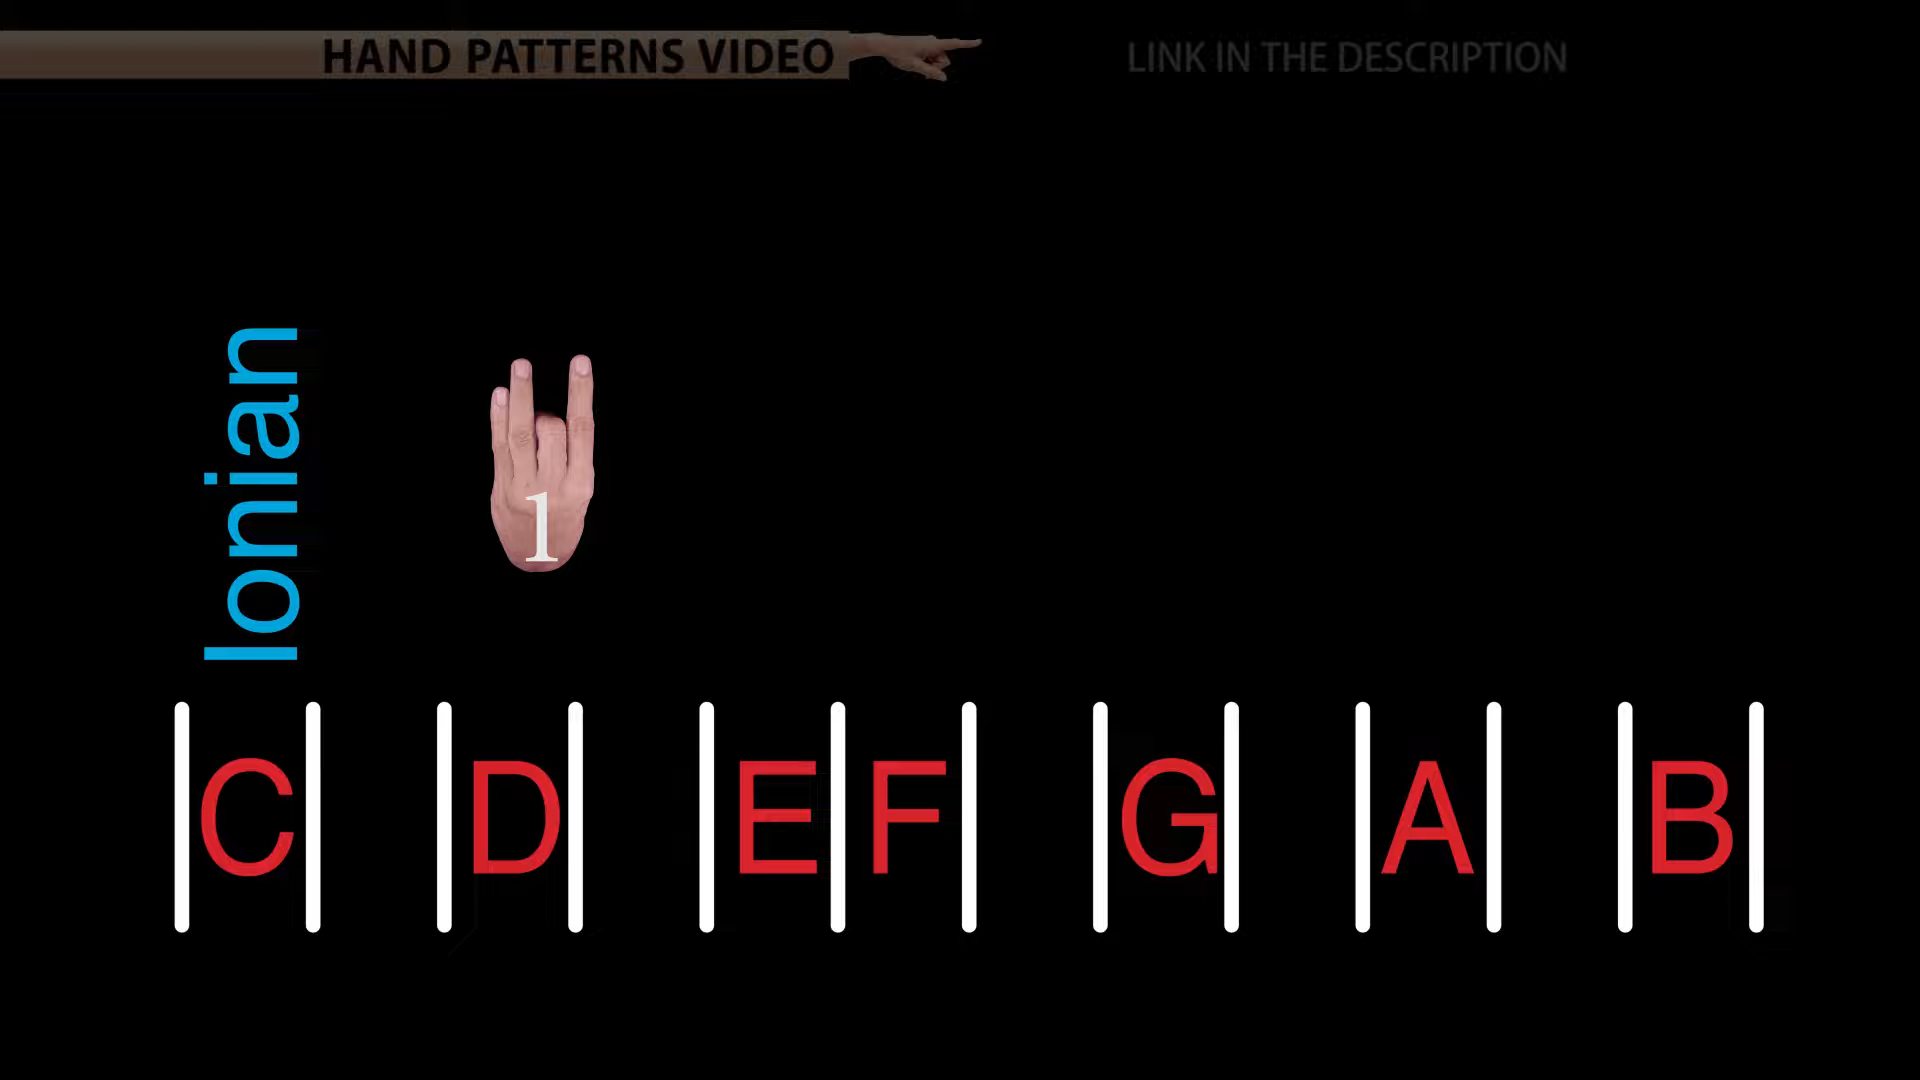 HAND PATTERNS VIDEO
LINK IN THE DESCRIPTION
Ionian
1
C D E F G A B